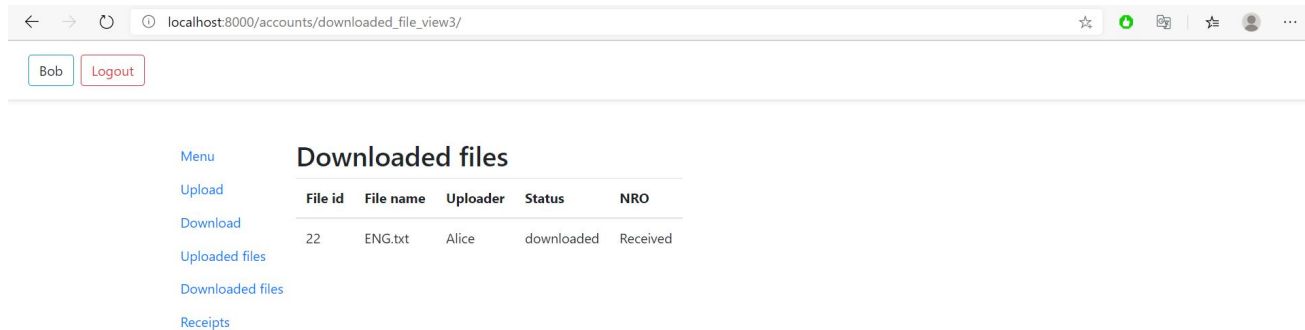 localhost:8000/accounts/downloaded_file_view3/
Bob Logout
Menu
Upload
Download
Uploaded files
Downloaded files
Receipts
Downloaded files
File id File name Uploader Status NRO
22 ENG.txt Alice downloaded Received